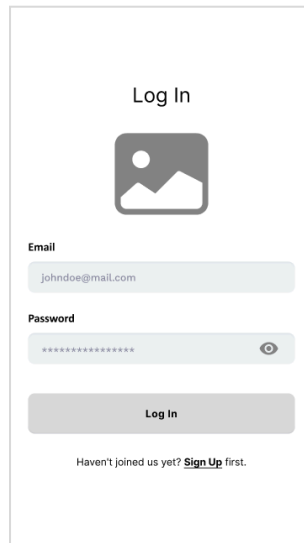 Log In
Email
johndoe@mail.com
Password
****************
Log In
Haven't joined us yet? Sign Up first.